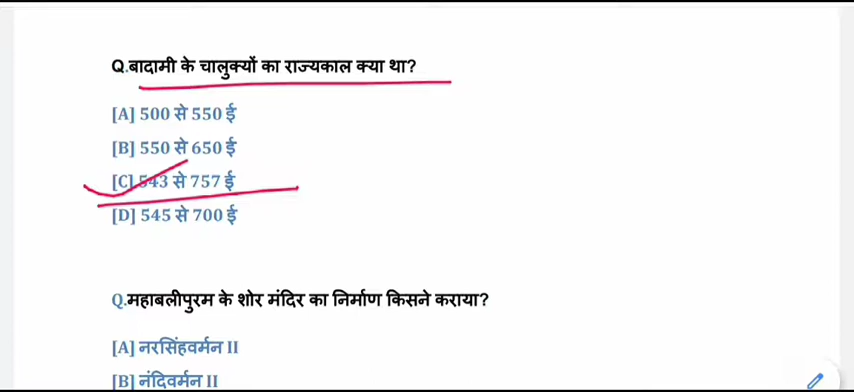 Q.बादामी के चालुक्यों का राज्यकाल क्या था?
[A] 500 से 550 ई
[B] 550 से 650 ई
[C] 543 से 757 ई
[D] 545 से 700 ई
Q.महाबलीपुरम के शोर मंदिर का निर्माण किसने कराया?
[A] नरसिंहवर्मन II
[B] नंदिवर्मन II